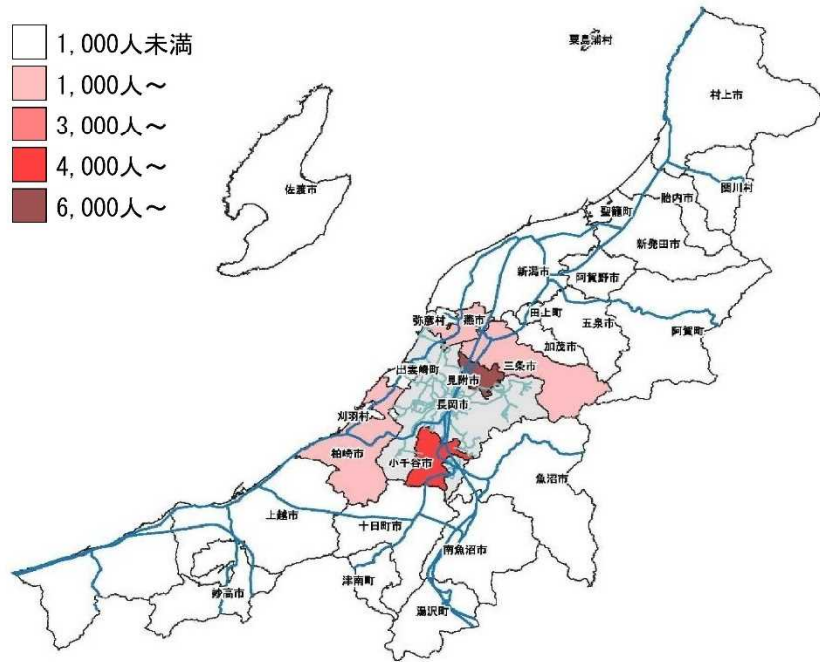 1,000人未満
1,000人～
3,000人～
4,000人～
6,000人～
粟島浦村
村上市
佐渡市
関川村
胎内市
聖籠町
新発田市
新潟市
阿賀野市
田上町
弥彦村
燕市
五泉市
阿賀町
加茂市
三条市
出雲崎町
見附市
長岡市
刈羽村
柏崎市
小千谷市
魚沼市
上越市
十日町市
南魚沼市
津南町
妙高市
湯沢町